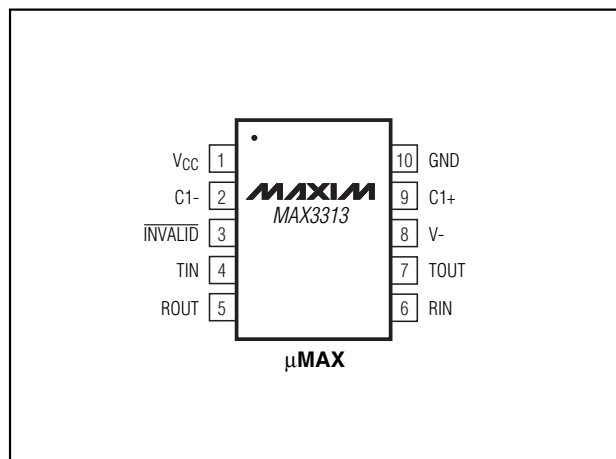 VCC 1 10 GND
C1- 2 MAXIM 9 C1+
MAX3313
INVALID 3 8 V-
TIN 4 7 TOUT
ROUT 5 6 RIN
μMAX